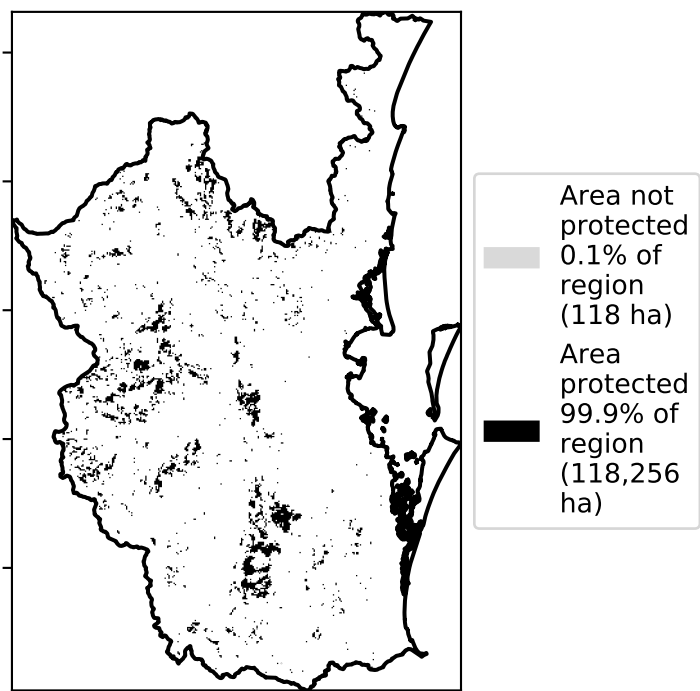 Area not
protected
0.1% of
region
(118 ha)
Area
protected
99.9% of
region
(118,256
ha)